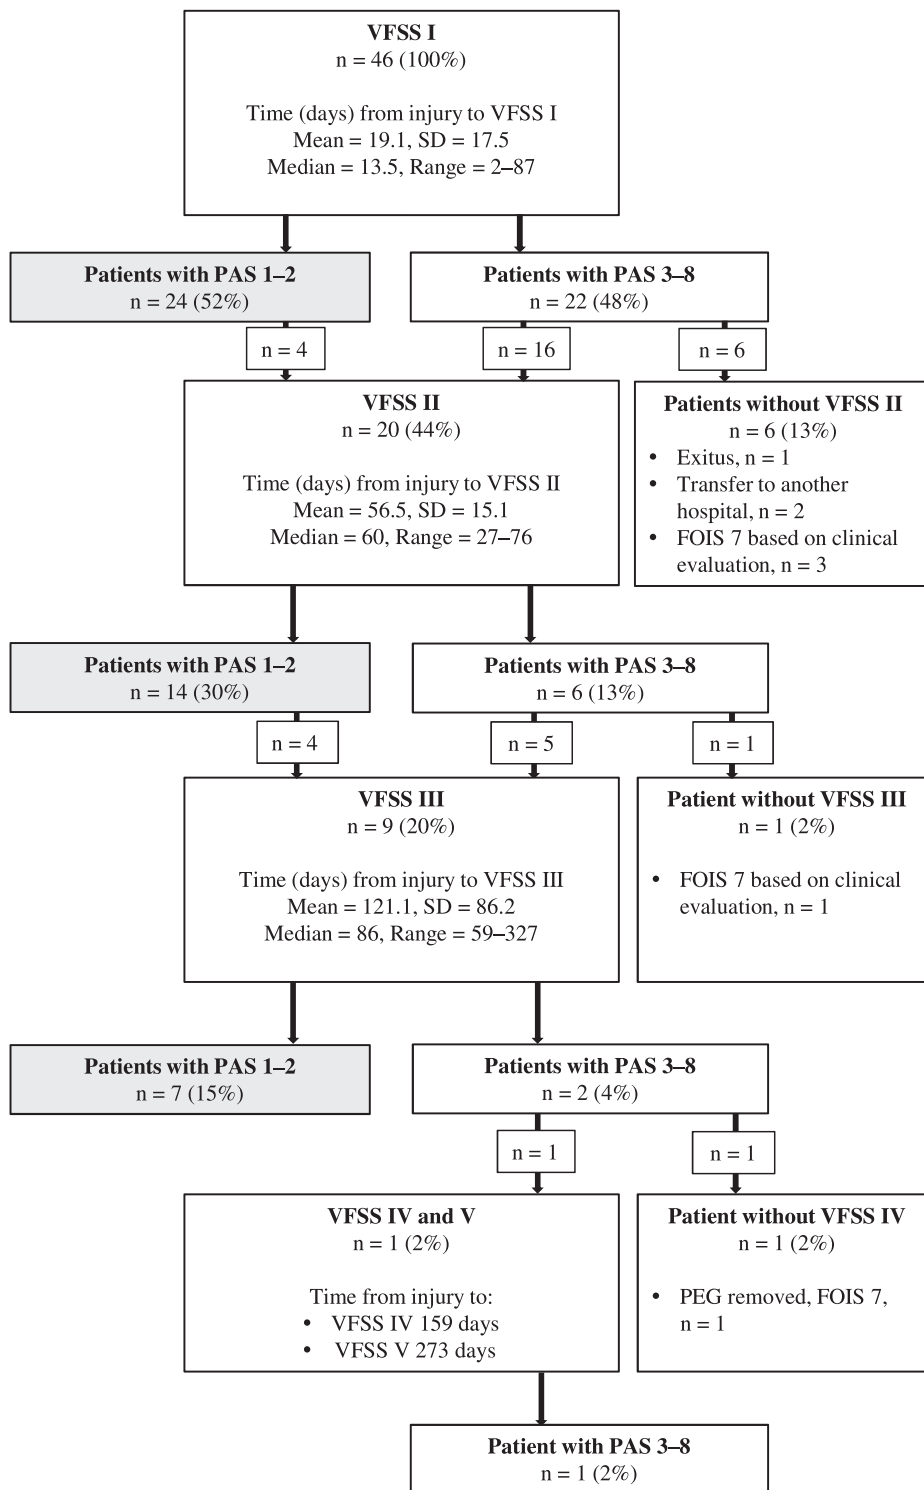 VFSS I
n = 46 (100%)
Time (days) from injury to VFSS I
Mean = 19.1, SD = 17.5
Median = 13.5, Range = 2–87
Patients with PAS 1–2
n = 24 (52%)
Patients with PAS 3–8
n = 22 (48%)
n = 4
n = 16
n = 6
VFSS II
n = 20 (44%)
Time (days) from injury to VFSS II
Mean = 56.5, SD = 15.1
Median = 60, Range = 27–76
Patients without VFSS II
n = 6 (13%)
• Exitus, n = 1
• Transfer to another
hospital, n = 2
• FOIS 7 based on clinical
evaluation, n = 3
Patients with PAS 1–2
n = 14 (30%)
Patients with PAS 3–8
n = 6 (13%)
n = 4
n = 5
n = 1
VFSS III
n = 9 (20%)
Time (days) from injury to VFSS III
Mean = 121.1, SD = 86.2
Median = 86, Range = 59–327
Patient without VFSS III
n = 1 (2%)
• FOIS 7 based on clinical
evaluation, n = 1
Patients with PAS 1–2
n = 7 (15%)
Patients with PAS 3–8
n = 2 (4%)
n = 1
n = 1
VFSS IV and V
n = 1 (2%)
Time from injury to:
• VFSS IV 159 days
• VFSS V 273 days
Patient without VFSS IV
n = 1 (2%)
• PEG removed, FOIS 7,
n = 1
Patient with PAS 3–8
n = 1 (2%)